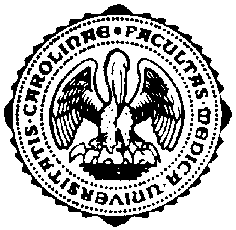 FACULTAS MEDICA UNIVERSITATIS · CAROLINAE ·